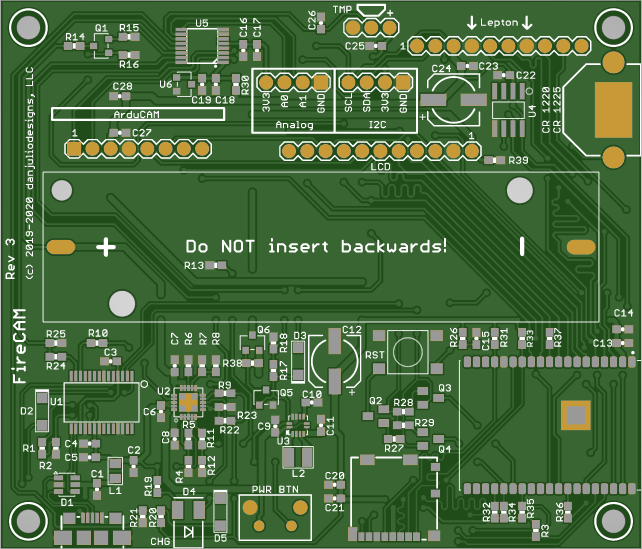 TMP
+
Lepton
Q1
R15
R14
R16
U5
C16
C17
C26
C25
1
C23
C24
C22
+
U4
CR 1220
CR 1225
U6
C19
C18
R30
3V3
A0
A1
GND
SCL
SDA
3V3
GND
Analog
I2C
C28
ArduCAM
C27
1
1
LCD
R39
Do NOT insert backwards!
+
R13
FireCAM
Rev 3
(c) 2019-2020 danjuliodesigns, LLC
R25
R10
R24
C3
U1
D2
R1
R2
C4
C5
C1
C2
L1
D1
C7
R6
R7
R8
U2
C6
R9
R23
R22
R5
C8
R11
R4
R12
R19
R21
R20
D4
CHG
D5
Q6
R18
R38
R17
D3
Q5
C10
C9
C11
U3
L2
PWR BTN
C12
+
RST
Q2
R28
Q3
R29
R27
Q4
C20
C21
R26
C15
R31
R33
R37
C14
C13
R32
R34
R35
R3
R36